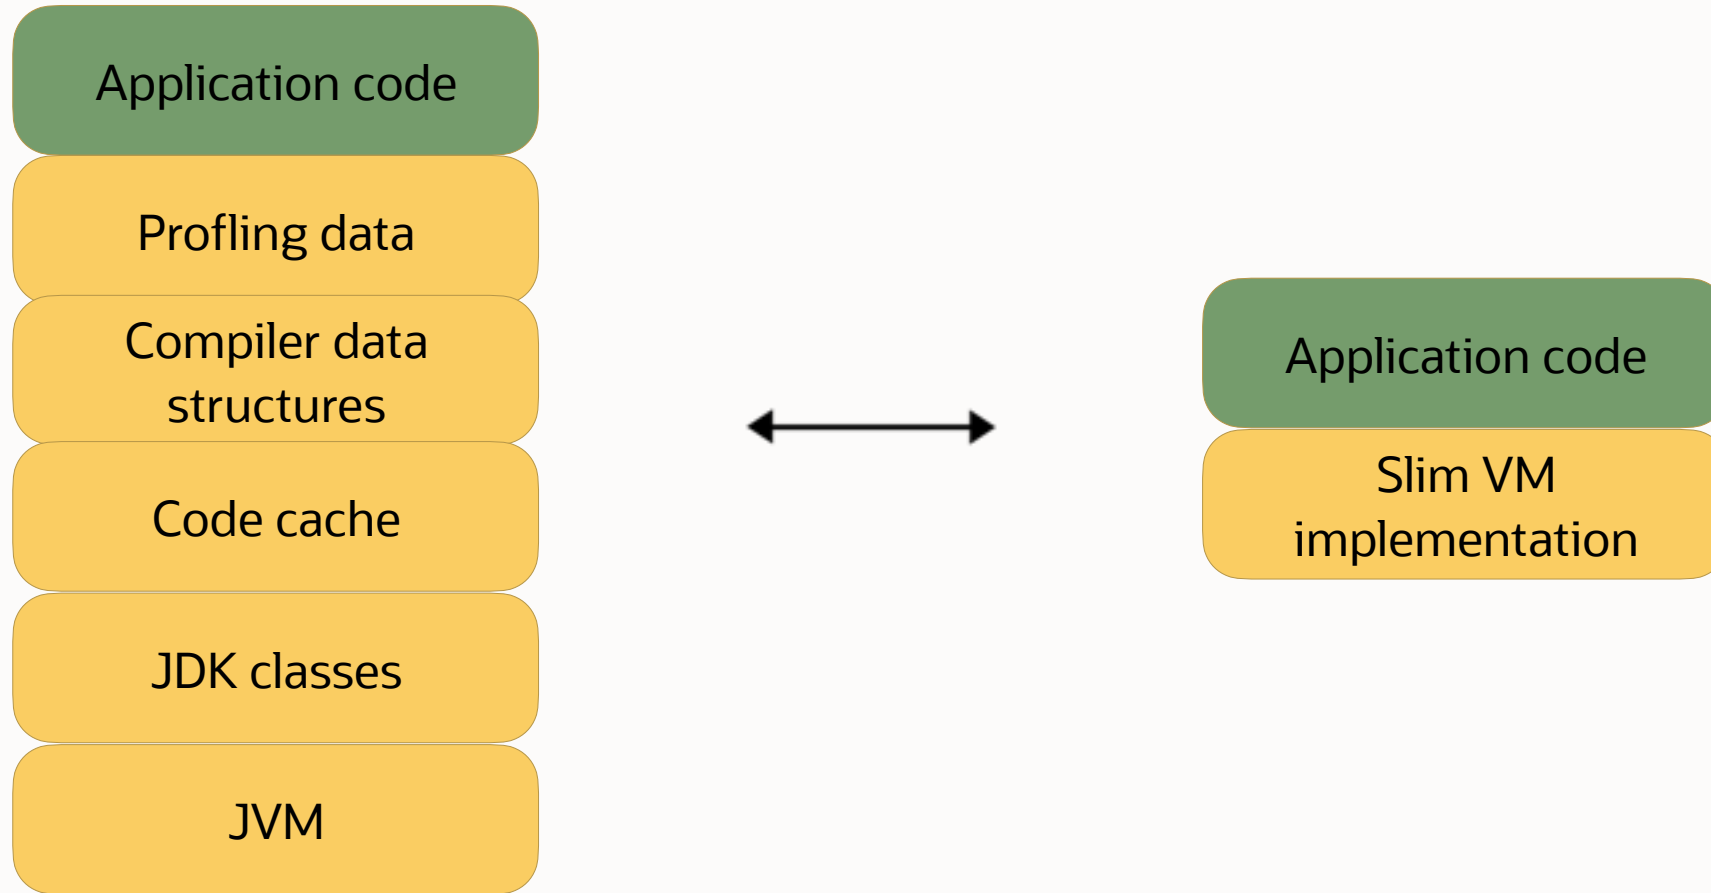 Application code
Profling data
Compiler data
structures
Code cache
JDK classes
JVM
Application code
Slim VM
implementation